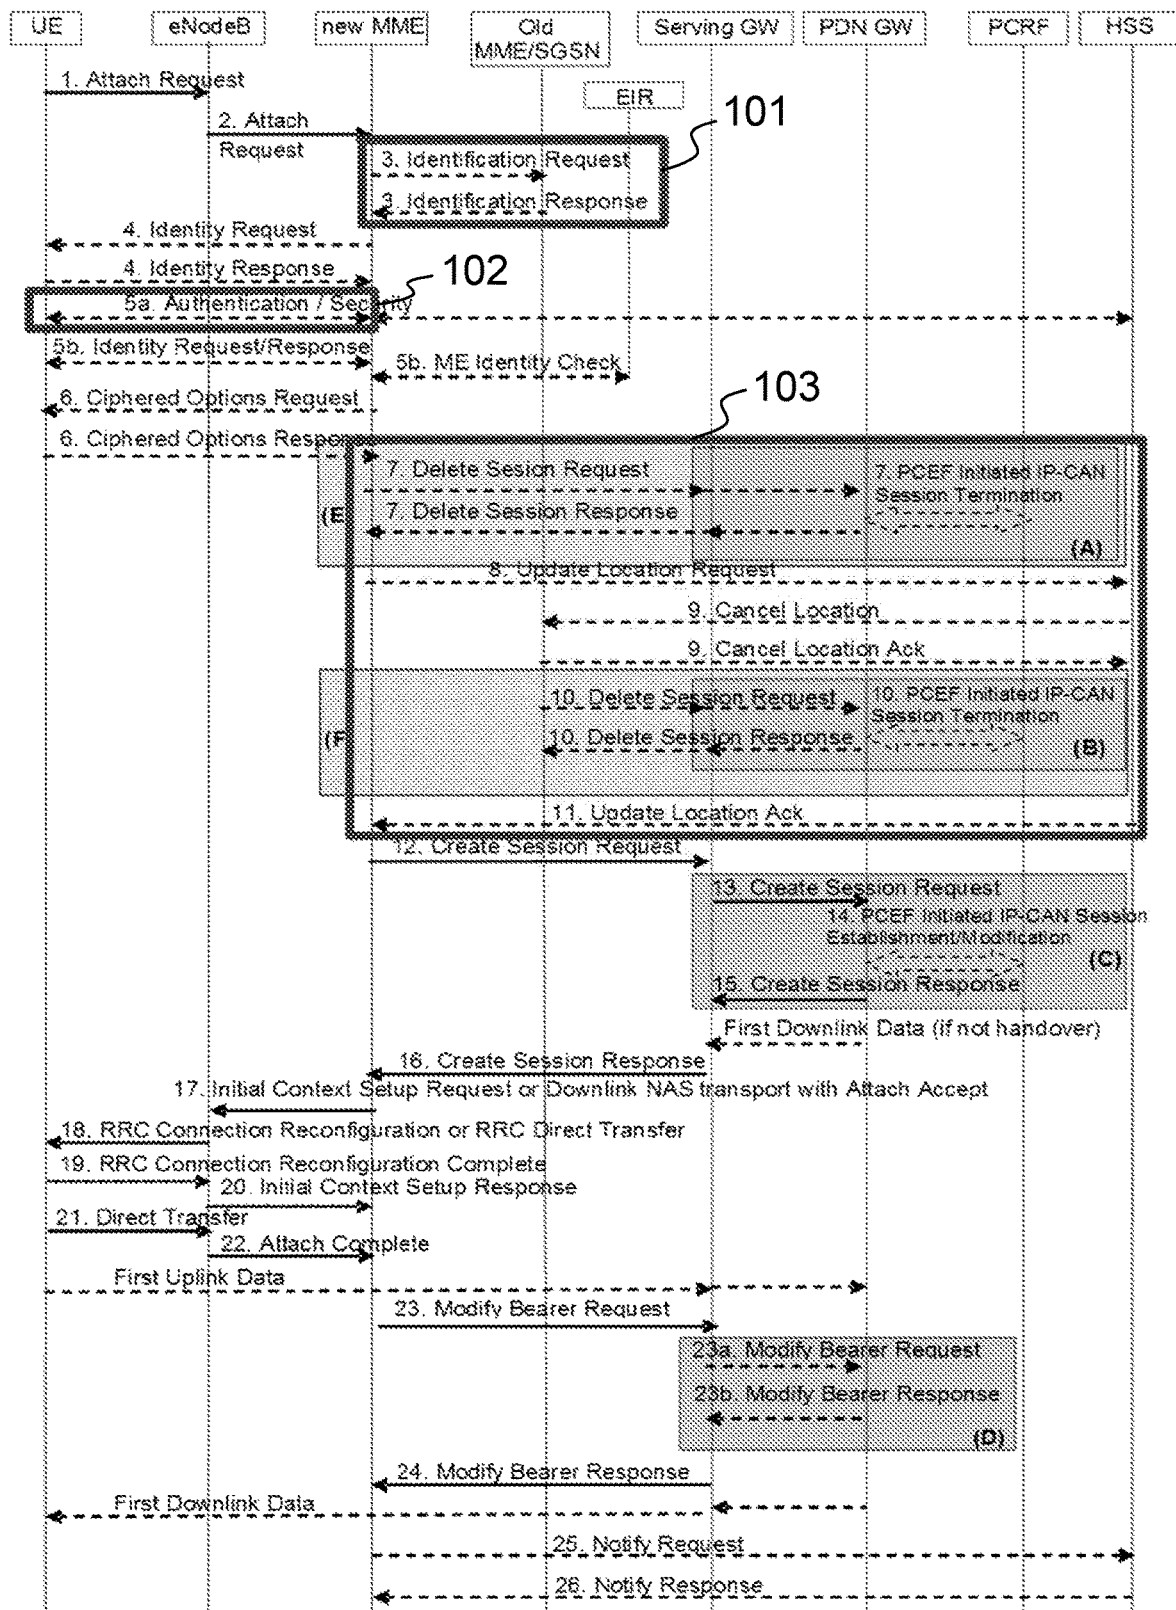 UE
eNodeB
new MME
Old
MME/SGSN
Serving GW
PDN GW
PCRF
HSS
1. Attach Request
EIR
101
2. Attach
Request
3. Identification Request
3. Identification Response
4. Identity Request
4. Identity Response
102
5a. Authentication / Security
5b. Identity Request/Response
5b. ME Identity Check
103
6. Ciphered Options Request
6. Ciphered Options Response
7. Delete Sesion Request
7. PCEF Initiated IP-CAN
Session Termination
(E
7. Delete Session Response
(A)
8. Update Location Request
9. Cancel Location
9. Cancel Location Ack
10. Delete Session Request
10. PCEF Initiated IP-CAN
Session Termination
(F
10. Delete Session Response
(B)
11. Update Location Ack
12. Create Session Request
13. Create Session Request
14. PCEF Initiated IP-CAN Session
Establishment/Modification
(C)
15. Create Session Response
First Downlink Data (if not handover)
16. Create Session Response
17. Initial Context Setup Request or Downlink NAS transport with Attach Accept
18. RRC Connection Reconfiguration or RRC Direct Transfer
19. RRC Connection Reconfiguration Complete
20. Initial Context Setup Response
21. Direct Transfer
22. Attach Complete
First Uplink Data
23. Modify Bearer Request
23a. Modify Bearer Request
23b. Modify Bearer Response
(D)
24. Modify Bearer Response
First Downlink Data
25. Notify Request
26. Notify Response